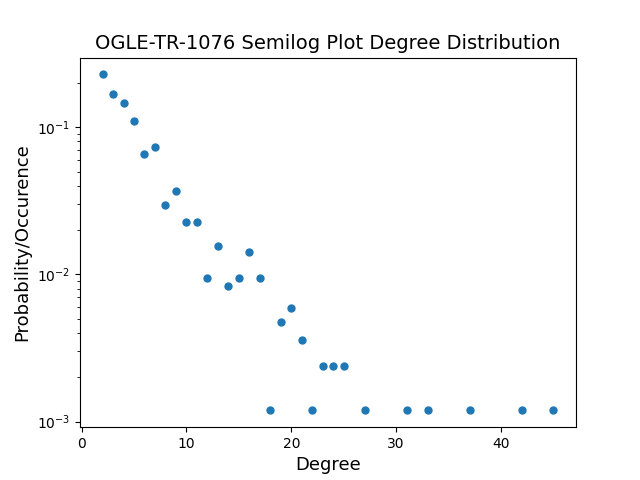 OGLE-TR-1076 Semilog Plot Degree Distribution
Probability/Occurence
10⁻¹
10⁻²
10⁻³
0 10 20 30 40
Degree